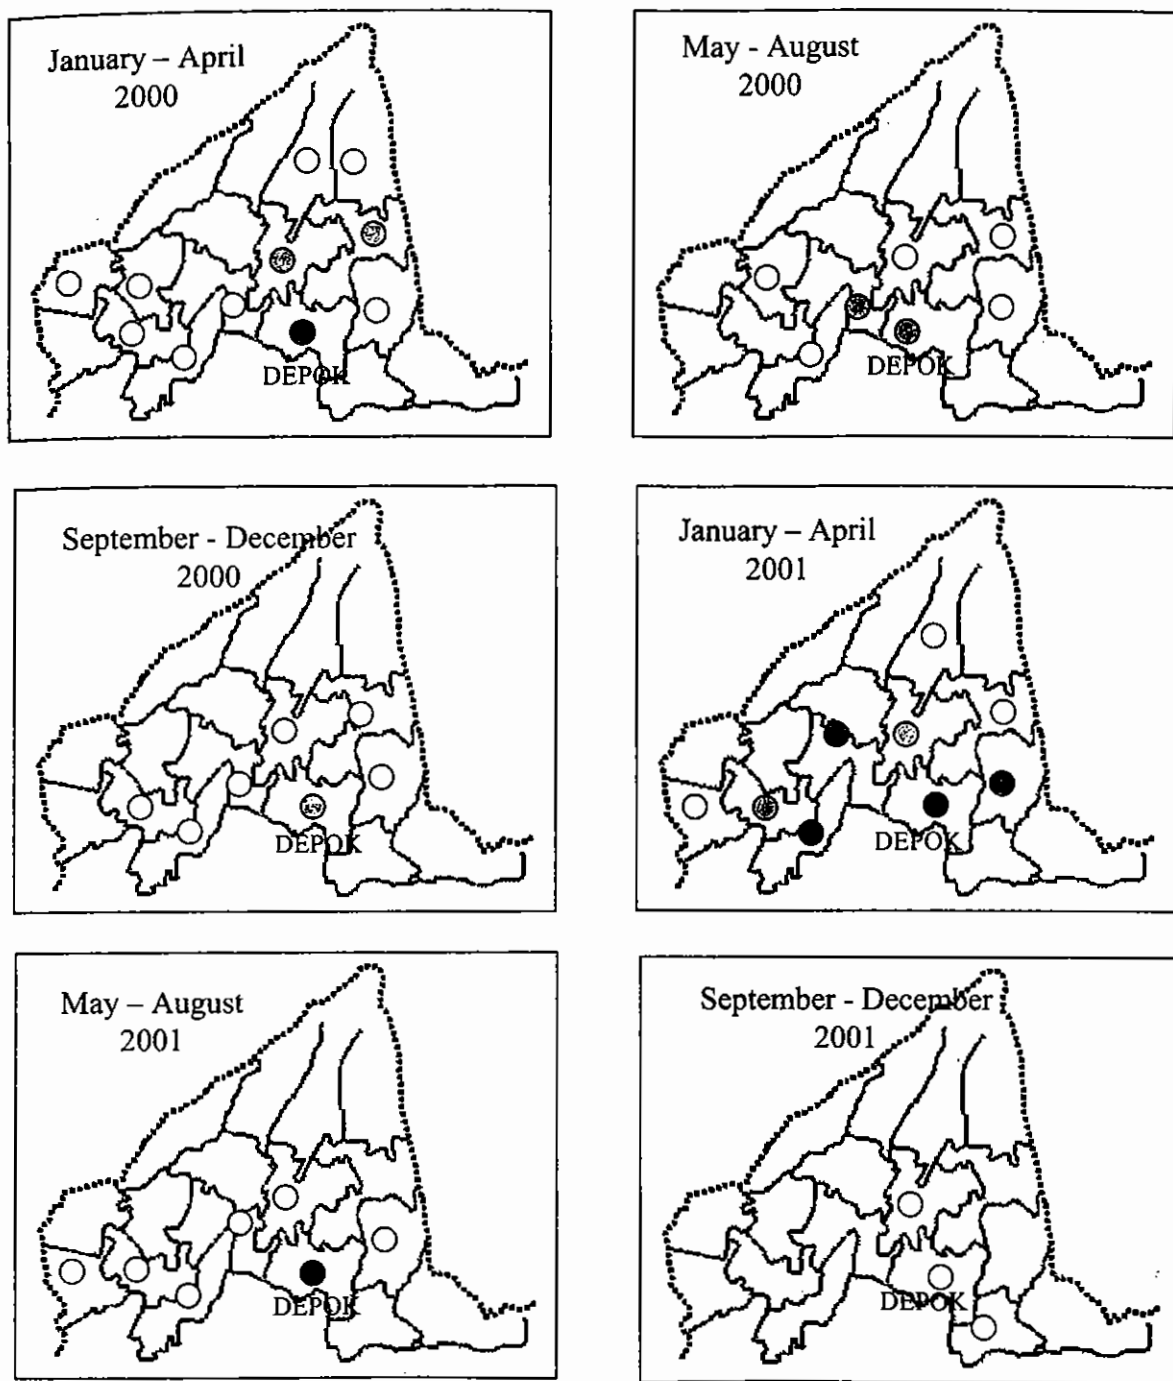 January – April
2000
DEPOK
May - August
2000
DEPOK
September - December
2000
DEPOK
January – April
2001
DEPOK
May – August
2001
DEPOK
September - December
2001
DEPOK